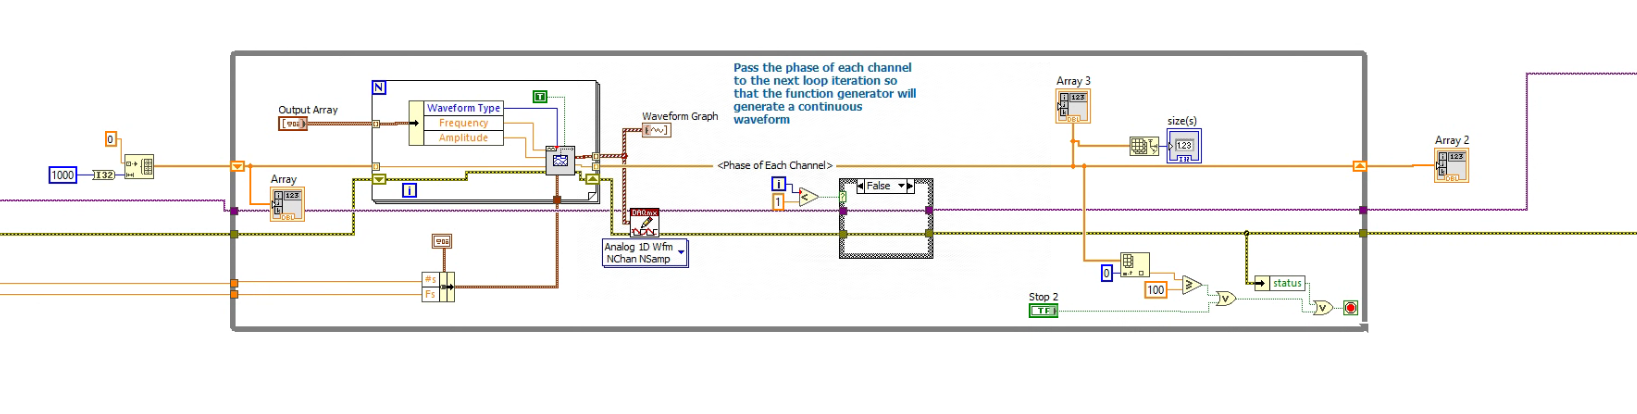 Pass the phase of each channel
to the next loop iteration so
that the function generator will
generate a continuous
waveform
Array 3
N
T
Output Array
Waveform Type
Frequency
Amplitude
Waveform Graph
size(s)
123
DBL
0
1000
I32
<Phase of Each Channel>
Array 2
123
DBL
Array
123
DBL
i
i
1
False
DAQmx
Analog 1D Wfm
NChan NSamp
#s
Fs
0
100
status
Stop 2
TF